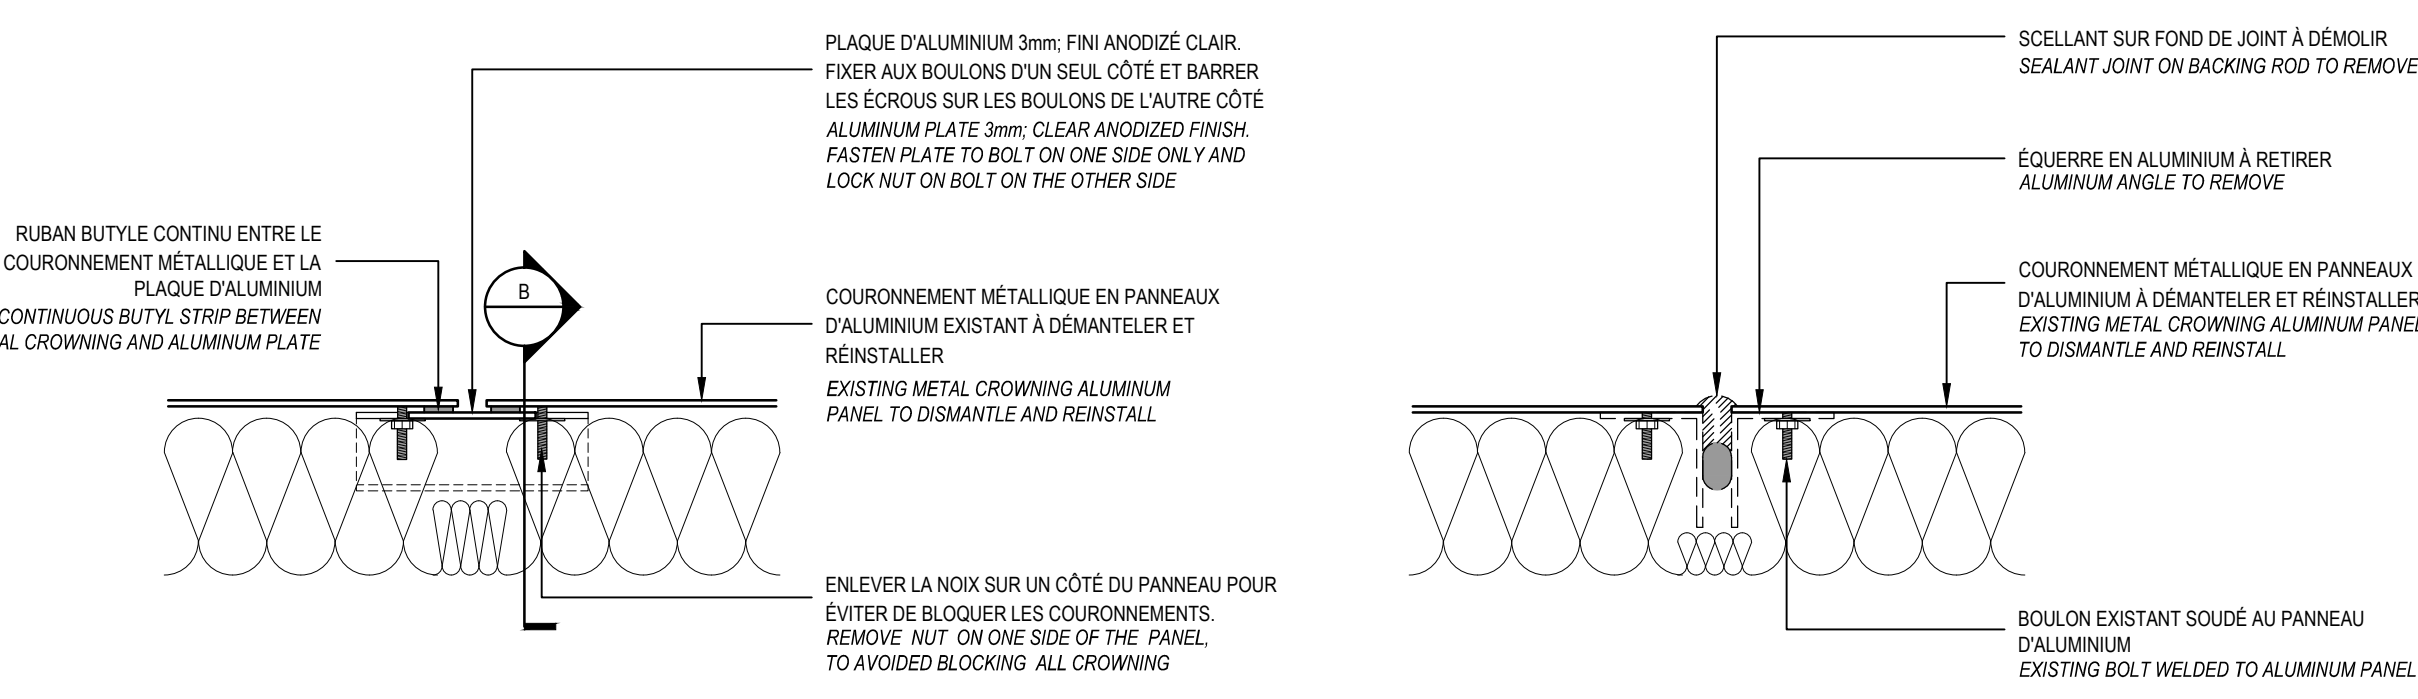 PLAQUE D'ALUMINIUM 3mm; FINI ANODIZÉ CLAIR.
FIXER AUX BOULONS D'UN SEUL CÔTÉ ET BARRER
LES ÉCROUS SUR LES BOULONS DE L'AUTRE CÔTÉ
ALUMINUM PLATE 3mm; CLEAR ANODIZED FINISH.
FASTEN PLATE TO BOLT ON ONE SIDE ONLY AND
LOCK NUT ON BOLT ON THE OTHER SIDE
RUBAN BUTYLE CONTINU ENTRE LE
COURONNEMENT MÉTALLIQUE ET LA
PLAQUE D'ALUMINIUM
CONTINUOUS BUTYL STRIP BETWEEN
AL CROWNING AND ALUMINUM PLATE
B
COURONNEMENT MÉTALLIQUE EN PANNEAUX
D'ALUMINIUM EXISTANT À DÉMANTELER ET
RÉINSTALLER
EXISTING METAL CROWNING ALUMINUM
PANEL TO DISMANTLE AND REINSTALL
ENLEVER LA NOIX SUR UN CÔTÉ DU PANNEAU POUR
ÉVITER DE BLOQUER LES COURONNEMENTS.
REMOVE NUT ON ONE SIDE OF THE PANEL,
TO AVOIDED BLOCKING ALL CROWNING
SCELLANT SUR FOND DE JOINT À DÉMOLIR
SEALANT JOINT ON BACKING ROD TO REMOVE
ÉQUERRE EN ALUMINIUM À RETIRER
ALUMINUM ANGLE TO REMOVE
COURONNEMENT MÉTALLIQUE EN PANNEAUX
D'ALUMINIUM À DÉMANTELER ET RÉINSTALLER
EXISTING METAL CROWNING ALUMINUM PANEL
TO DISMANTLE AND REINSTALL
BOULON EXISTANT SOUDÉ AU PANNEAU
D'ALUMINIUM
EXISTING BOLT WELDED TO ALUMINUM PANEL